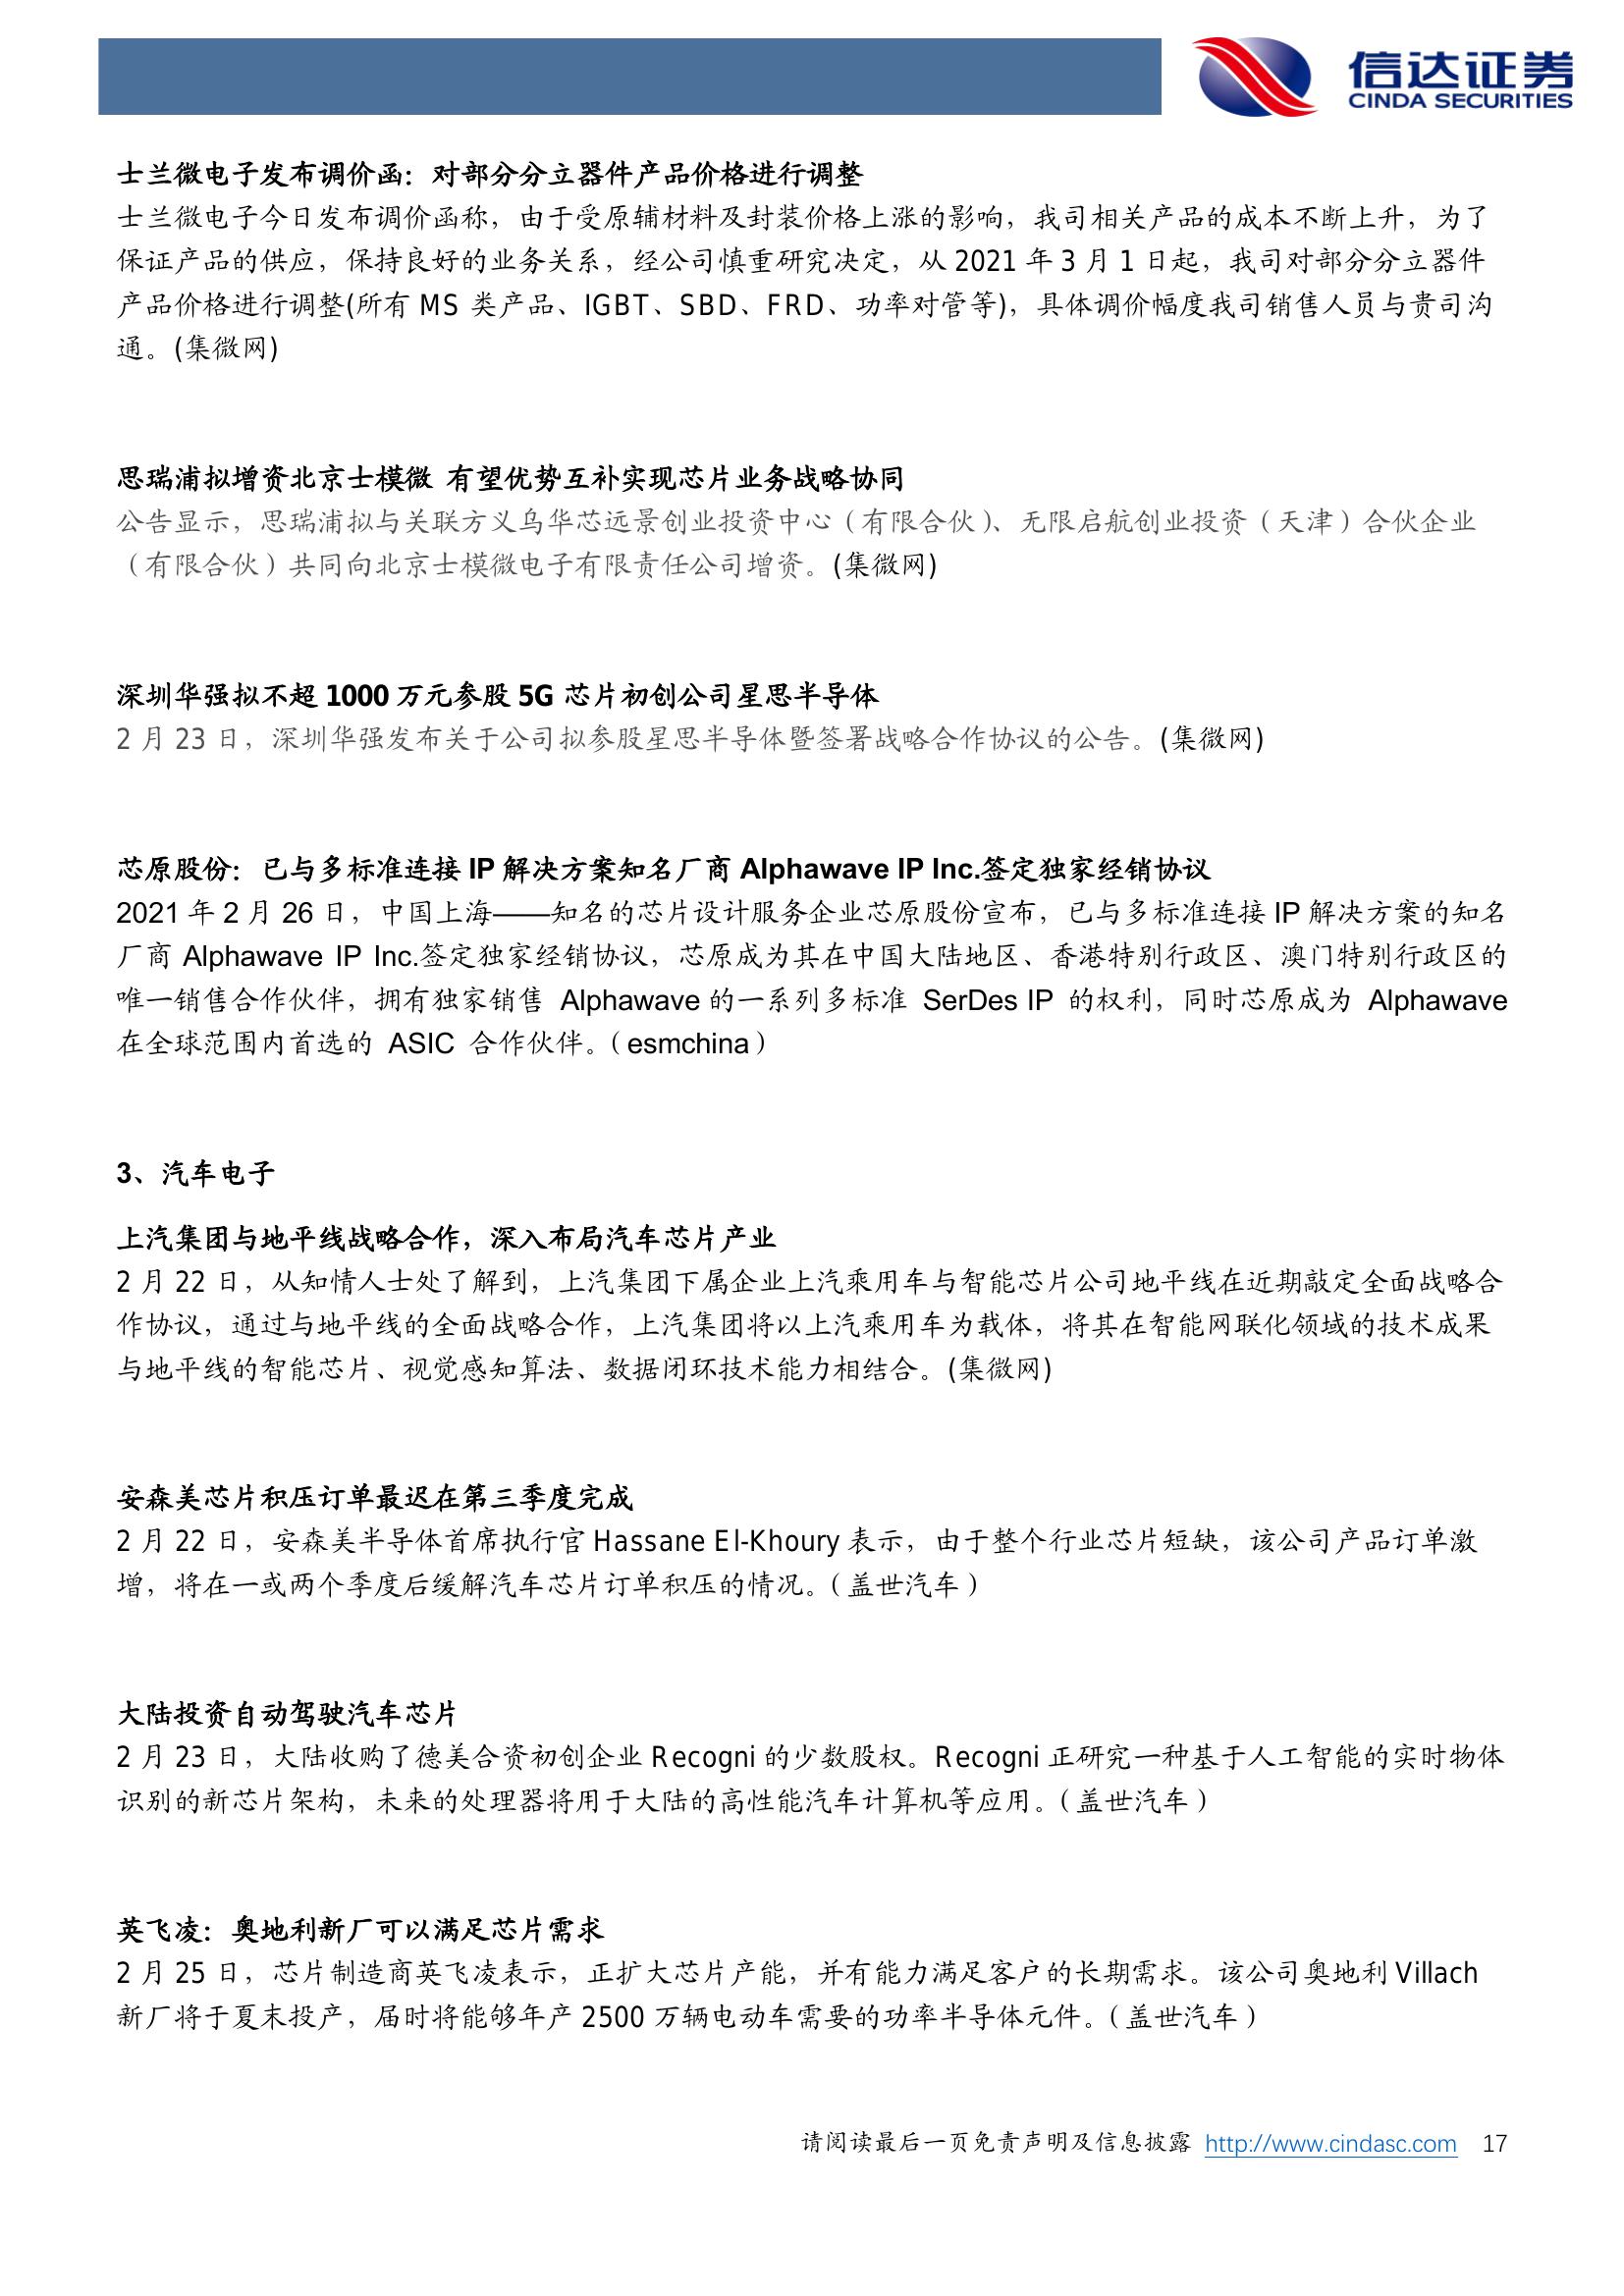 信达证券
CINDA SECURITIES
士兰微电子发布调价函：对部分分立器件产品价格进行调整
士兰微电子今日发布调价函称，由于受原辅材料及封装价格上涨的影响，我司相关产品的成本不断上升，为了
保证产品的供应，保持良好的业务关系，经公司慎重研究决定，从 2021 年 3 月 1 日起，我司对部分分立器件
产品价格进行调整(所有 MS 类产品、IGBT、SBD、FRD、功率对管等)，具体调价幅度我司销售人员与贵司沟
通。(集微网)
思瑞浦拟增资北京士模微 有望优势互补实现芯片业务战略协同
公告显示，思瑞浦拟与关联方义乌华芯远景创业投资中心（有限合伙）、无限启航创业投资（天津）合伙企业
（有限合伙）共同向北京士模微电子有限责任公司增资。(集微网)
深圳华强拟不超 1000 万元参股 5G 芯片初创公司星思半导体
2 月 23 日，深圳华强发布关于公司拟参股星思半导体暨签署战略合作协议的公告。(集微网)
芯原股份：已与多标准连接 IP 解决方案知名厂商 Alphawave IP Inc.签定独家经销协议
2021 年 2 月 26 日，中国上海——知名的芯片设计服务企业芯原股份宣布，已与多标准连接 IP 解决方案的知名
厂商 Alphawave IP Inc.签定独家经销协议，芯原成为其在中国大陆地区、香港特别行政区、澳门特别行政区的
唯一销售合作伙伴，拥有独家销售 Alphawave 的一系列多标准 SerDes IP 的权利，同时芯原成为 Alphawave
在全球范围内首选的 ASIC 合作伙伴。（esmchina）
3、汽车电子
上汽集团与地平线战略合作，深入布局汽车芯片产业
2 月 22 日，从知情人士处了解到，上汽集团下属企业上汽乘用车与智能芯片公司地平线在近期敲定全面战略合
作协议，通过与地平线的全面战略合作，上汽集团将以上汽乘用车为载体，将其在智能网联化领域的技术成果
与地平线的智能芯片、视觉感知算法、数据闭环技术能力相结合。(集微网)
安森美芯片积压订单最迟在第三季度完成
2 月 22 日，安森美半导体首席执行官 Hassane El-Khoury 表示，由于整个行业芯片短缺，该公司产品订单激
增，将在一或两个季度后缓解汽车芯片订单积压的情况。（盖世汽车）
大陆投资自动驾驶汽车芯片
2 月 23 日，大陆收购了德美合资初创企业 Recogni 的少数股权。Recogni 正研究一种基于人工智能的实时物体
识别的新芯片架构，未来的处理器将用于大陆的高性能汽车计算机等应用。（盖世汽车）
英飞凌：奥地利新厂可以满足芯片需求
2 月 25 日，芯片制造商英飞凌表示，正扩大芯片产能，并有能力满足客户的长期需求。该公司奥地利 Villach
新厂将于夏末投产，届时将能够年产 2500 万辆电动车需要的功率半导体元件。（盖世汽车）
请阅读最后一页免责声明及信息披露 http://www.cindasc.com 17